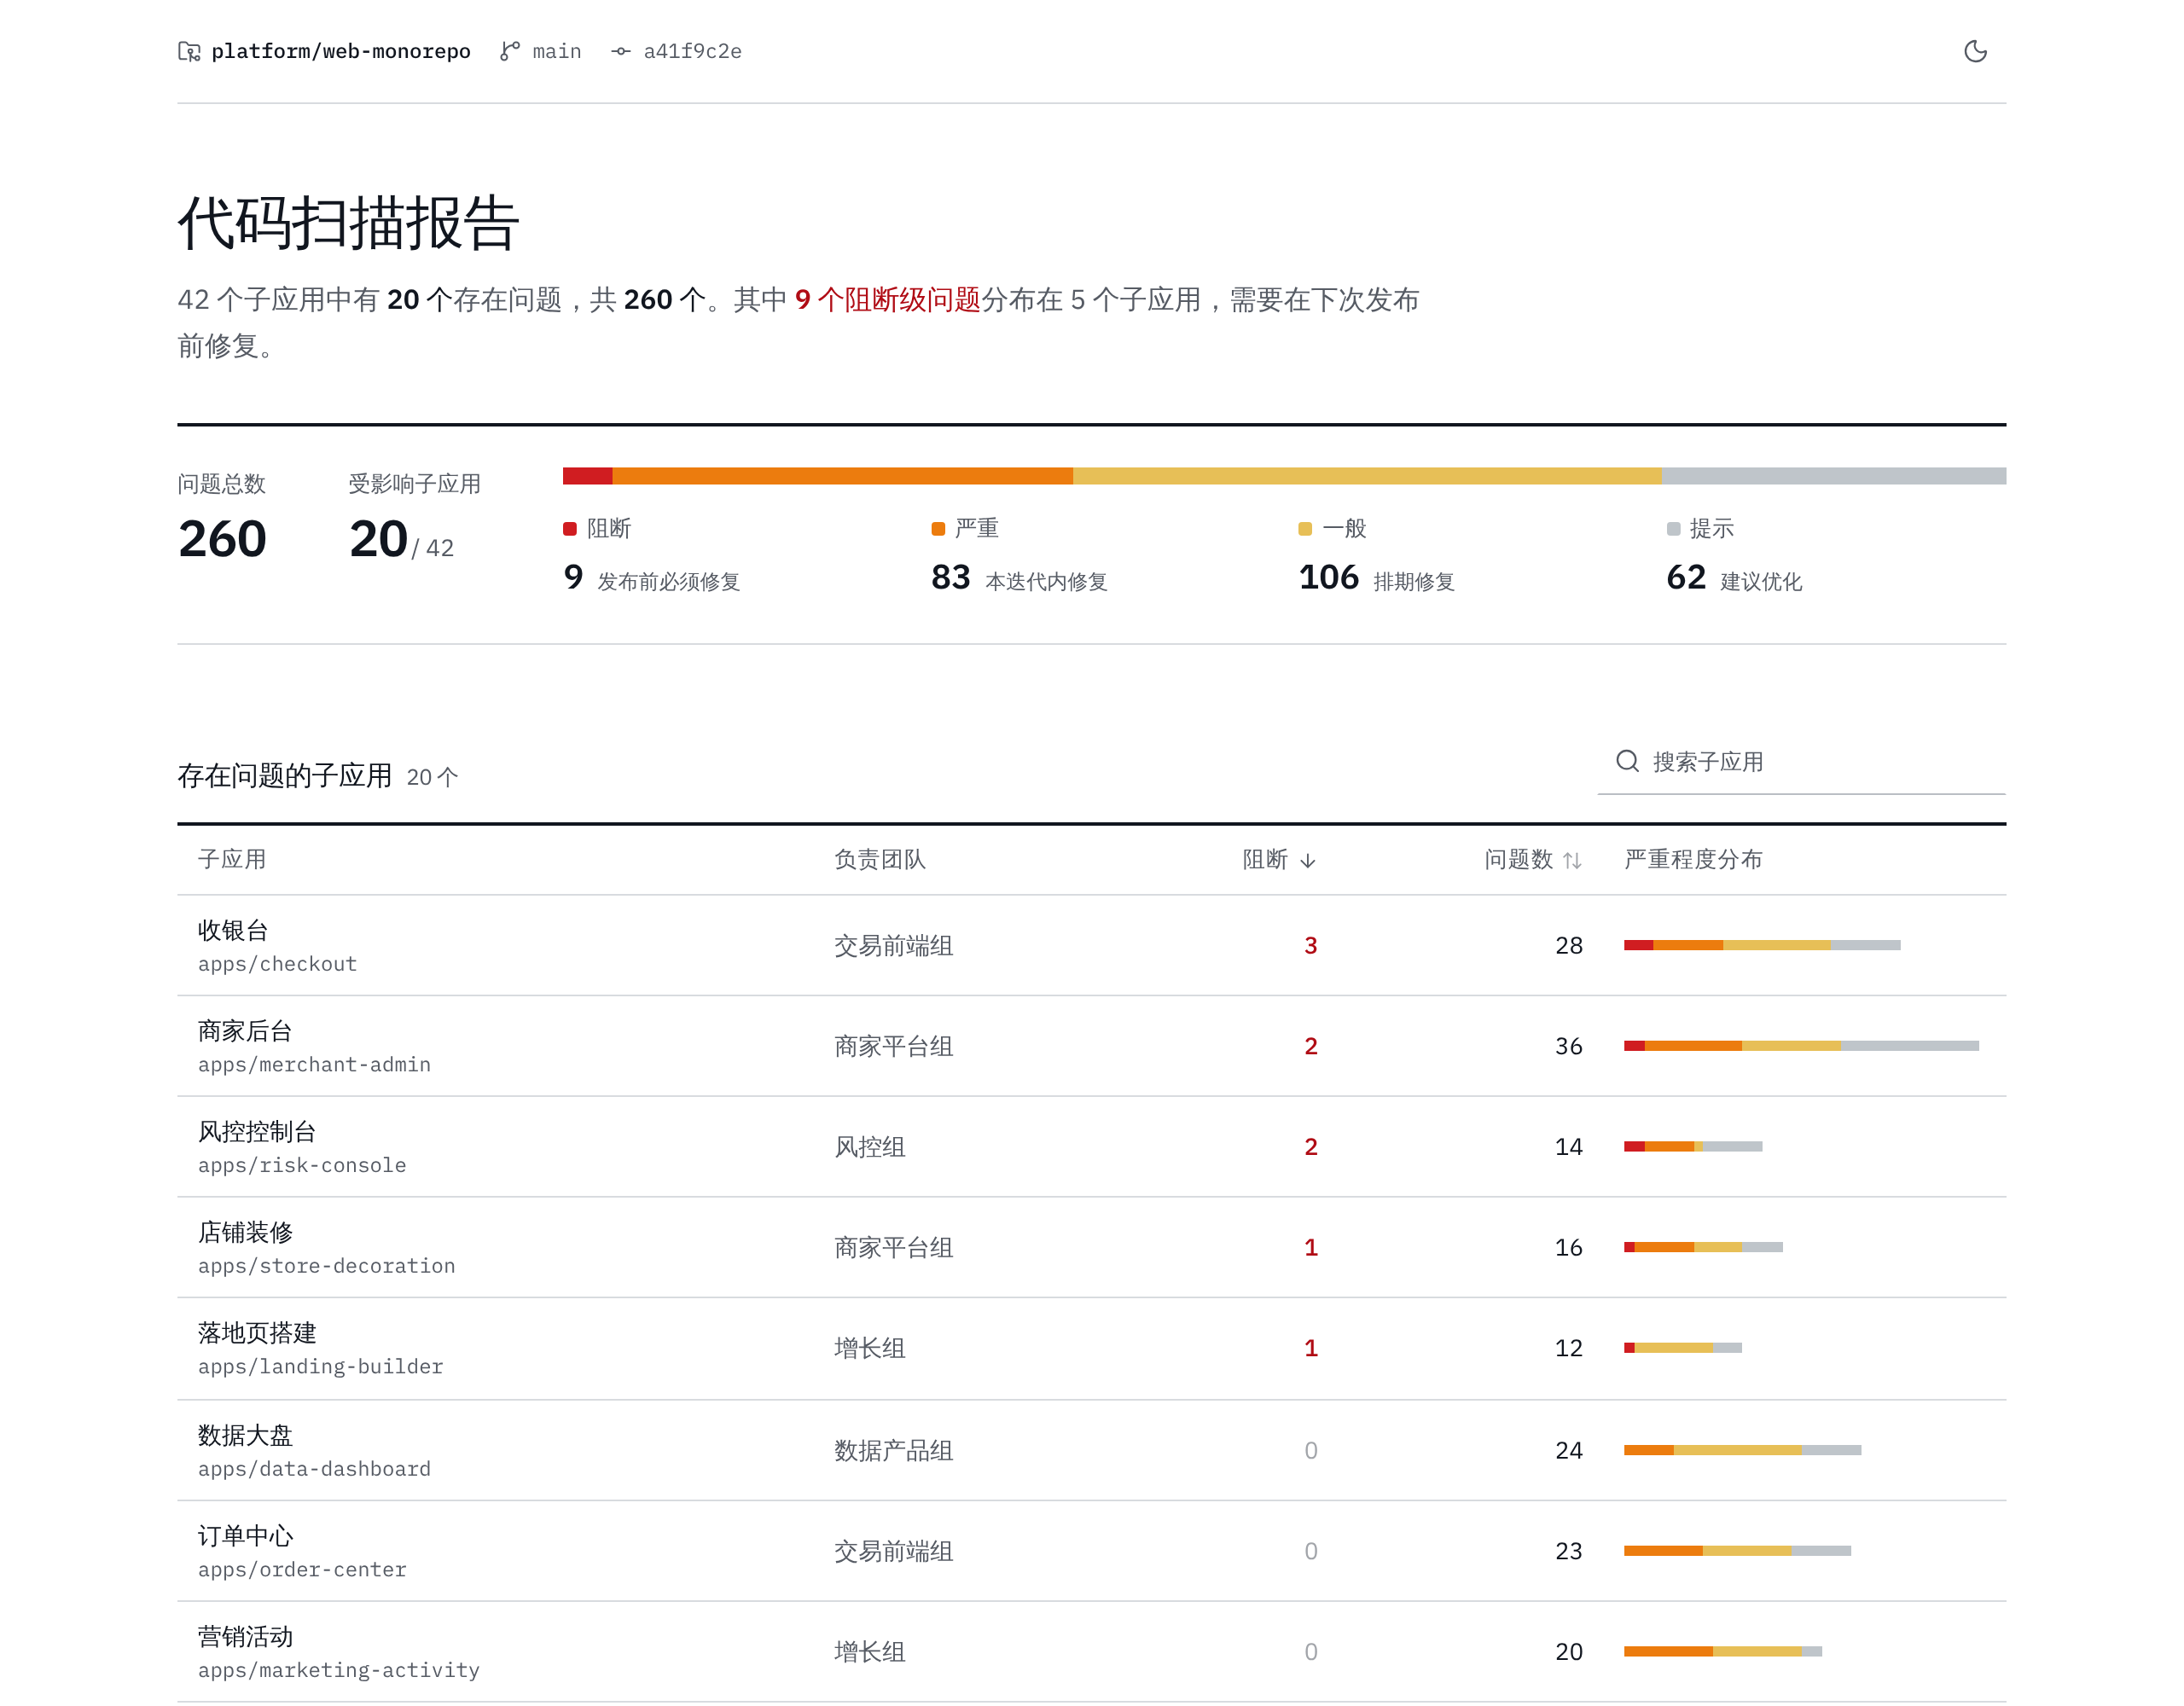 platform/web-monorepo main a41f9c2e
代码扫描报告
42 个子应用中有 20 个存在问题，共 260 个。其中 9 个阻断级问题分布在 5 个子应用，需要在下次发布
前修复。
问题总数 受影响子应用
260 20 / 42
阻断 严重 一般 提示
9 发布前必须修复 83 本迭代内修复 106 排期修复 62 建议优化
存在问题的子应用 20 个 搜索子应用
子应用 负责团队 阻断 ↓ 问题数 ↑↓ 严重程度分布
收银台
apps/checkout
交易前端组 3 28
商家后台
apps/merchant-admin
商家平台组 2 36
风控控制台
apps/risk-console
风控组 2 14
店铺装修
apps/store-decoration
商家平台组 1 16
落地页搭建
apps/landing-builder
增长组 1 12
数据大盘
apps/data-dashboard
数据产品组 0 24
订单中心
apps/order-center
交易前端组 0 23
营销活动
apps/marketing-activity
增长组 0 20